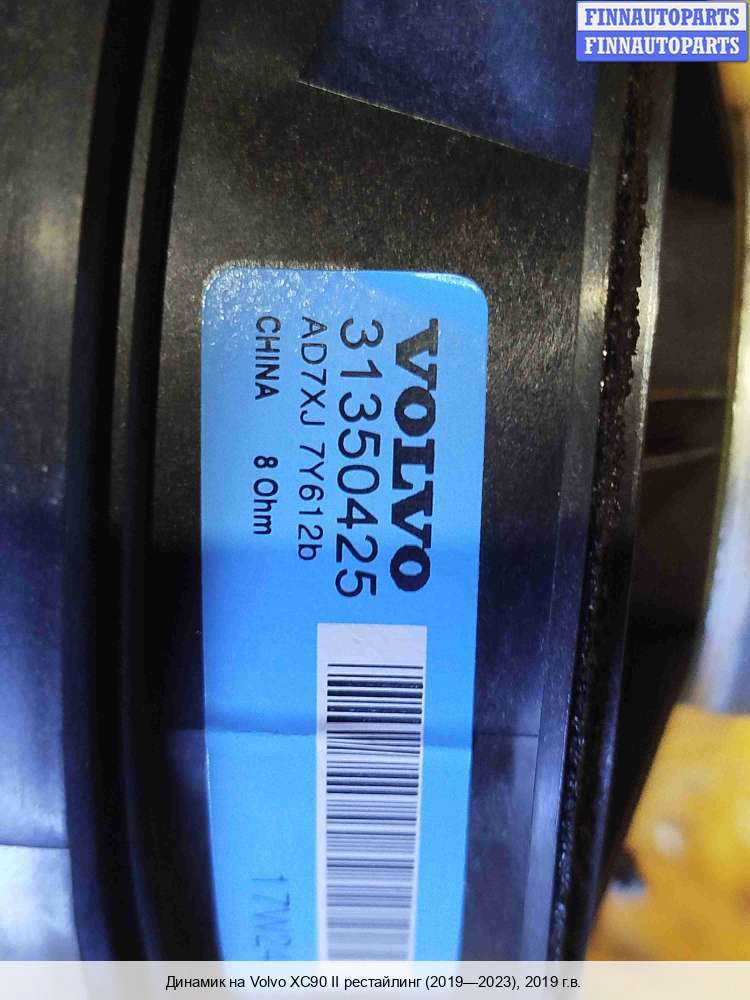 FINNAUTOPARTS
FINNAUTOPARTS
VOLVO
31350425
AD7XJ 7Y612b
CHINA 8 Ohm
Динамик на Volvo XC90 II рестайлинг (2019—2023), 2019 г.в.